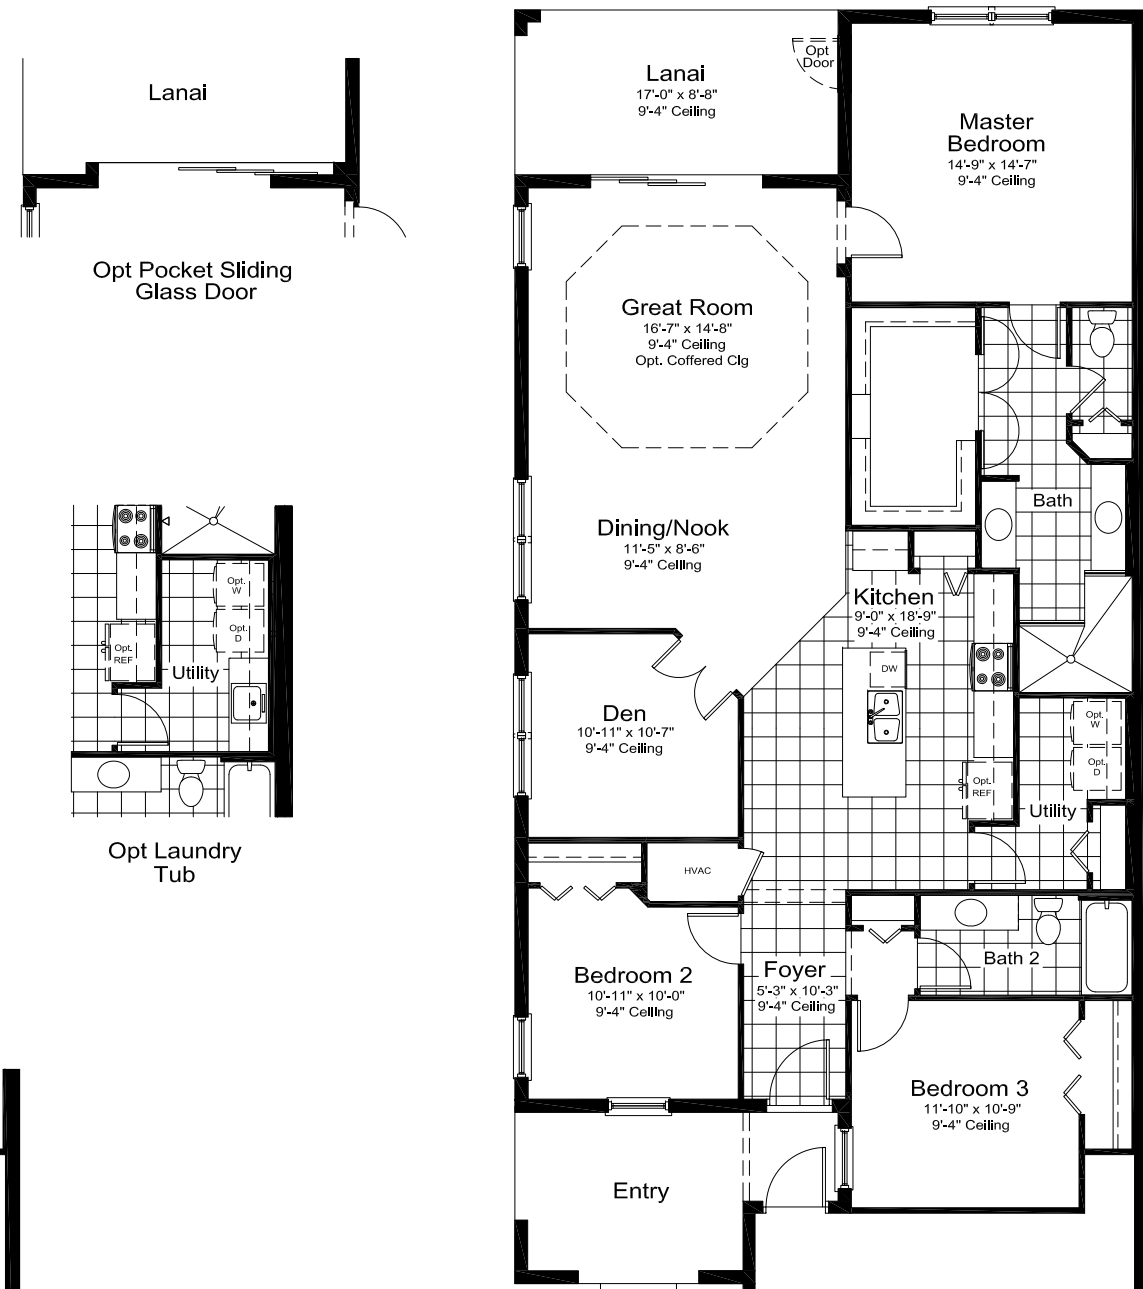 Lanai
Opt Pocket Sliding
Glass Door
Opt.
W
Opt.
D
Opt.
REF
Utility
Opt Laundry
Tub
Lanai
17'-0" x 8'-8"
9'-4" Ceiling
Opt
Door
Master
Bedroom
14'-9" x 14'-7"
9'-4" Ceiling
Great Room
16'-7" x 14'-8"
9'-4" Ceiling
Opt. Coffered Clg
Bath
Dining/Nook
11'-5" x 8'-6"
9'-4" Ceiling
Kitchen
9'-0" x 18'-9"
9'-4" Ceiling
DW
Den
10'-11" x 10'-7"
9'-4" Ceiling
Opt.
W
Opt.
D
Opt.
REF
Utility
HVAC
Bedroom 2
10'-11" x 10'-0"
9'-4" Ceiling
Foyer
5'-3" x 10'-3"
9'-4" Ceiling
Bath 2
Bedroom 3
11'-10" x 10'-9"
9'-4" Ceiling
Entry